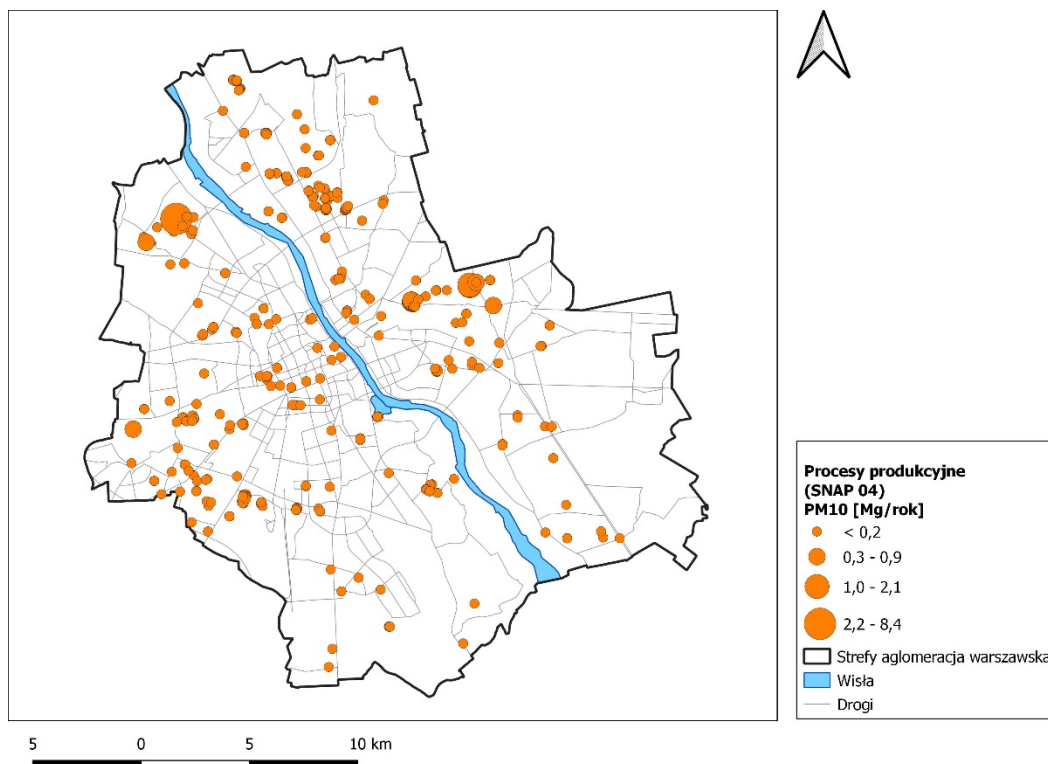 Procesy produkcyjne
(SNAP 04)
PM10 [Mg/rok]
< 0,2
0,3 - 0,9
1,0 - 2,1
2,2 - 8,4
Strefy aglomeracja warszawska
Wisła
Drogi
5 0 5 10 km